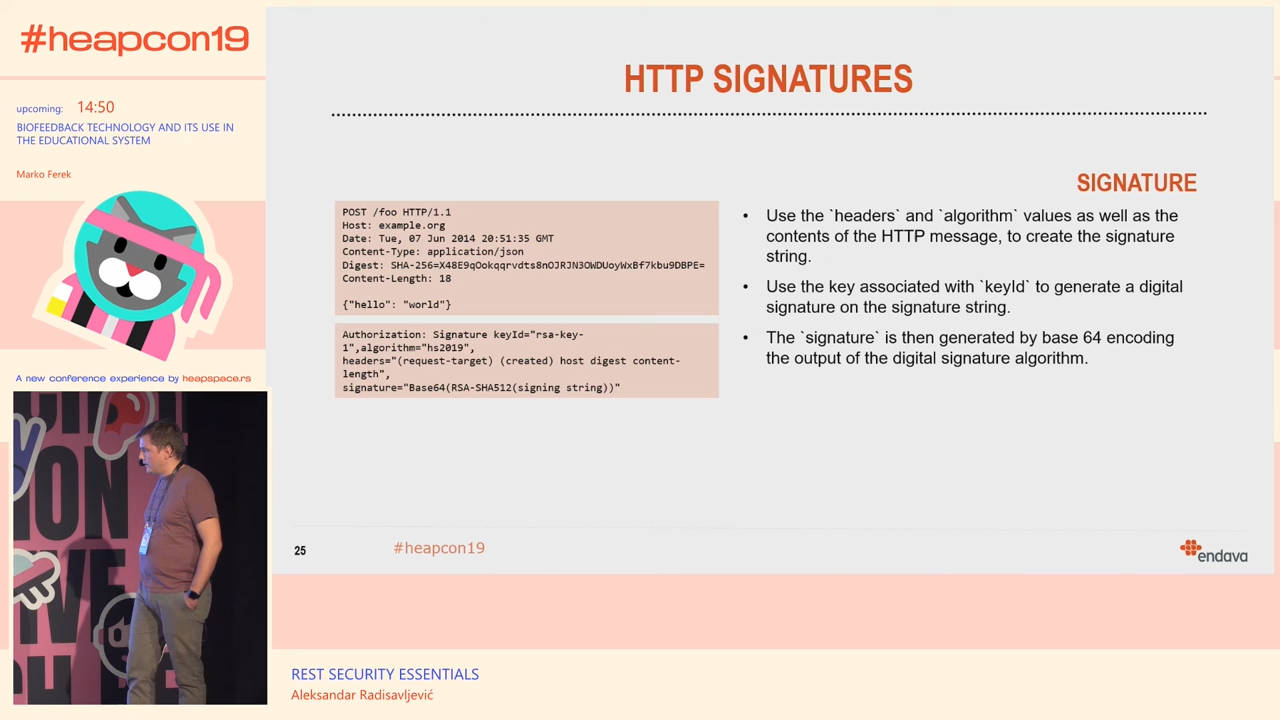 #heapcon19
upcoming: 14:50
BIOFEEDBACK TECHNOLOGY AND ITS USE IN
THE EDUCATIONAL SYSTEM
Marko Ferek
A new conference experience by heapspace.rs
HTTP SIGNATURES
POST /foo HTTP/1.1
Host: example.org
Date: Tue, 07 Jun 2014 20:51:35 GMT
Content-Type: application/json
Digest: SHA-256=X48E9qOokqqrvdts8nOJRJN3OWDUoyWxBf7kbu9DBPE=
Content-Length: 18
{"hello": "world"}
Authorization: Signature keyId="rsa-key-
1",algorithm="hs2019",
headers="(request-target) (created) host digest content-
length",
signature="Base64(RSA-SHA512(signing string))"
SIGNATURE
• Use the `headers` and `algorithm` values as well as the
contents of the HTTP message, to create the signature
string.
• Use the key associated with `keyId` to generate a digital
signature on the signature string.
• The `signature` is then generated by base 64 encoding
the output of the digital signature algorithm.
25
#heapcon19
endava
REST SECURITY ESSENTIALS
Aleksandar Radisavljević